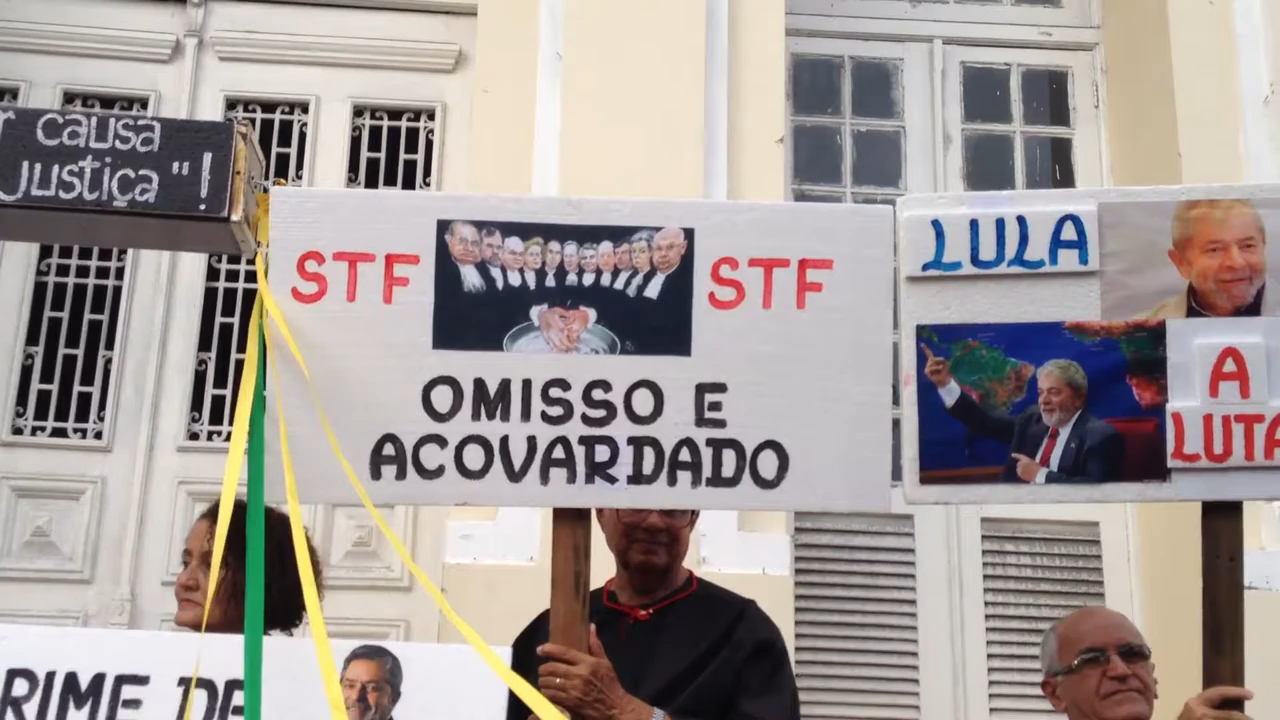 causa
justiça"!
STF STF
OMISSO E
ACOVARDADO
LULA
A
LUTA
RIME DE